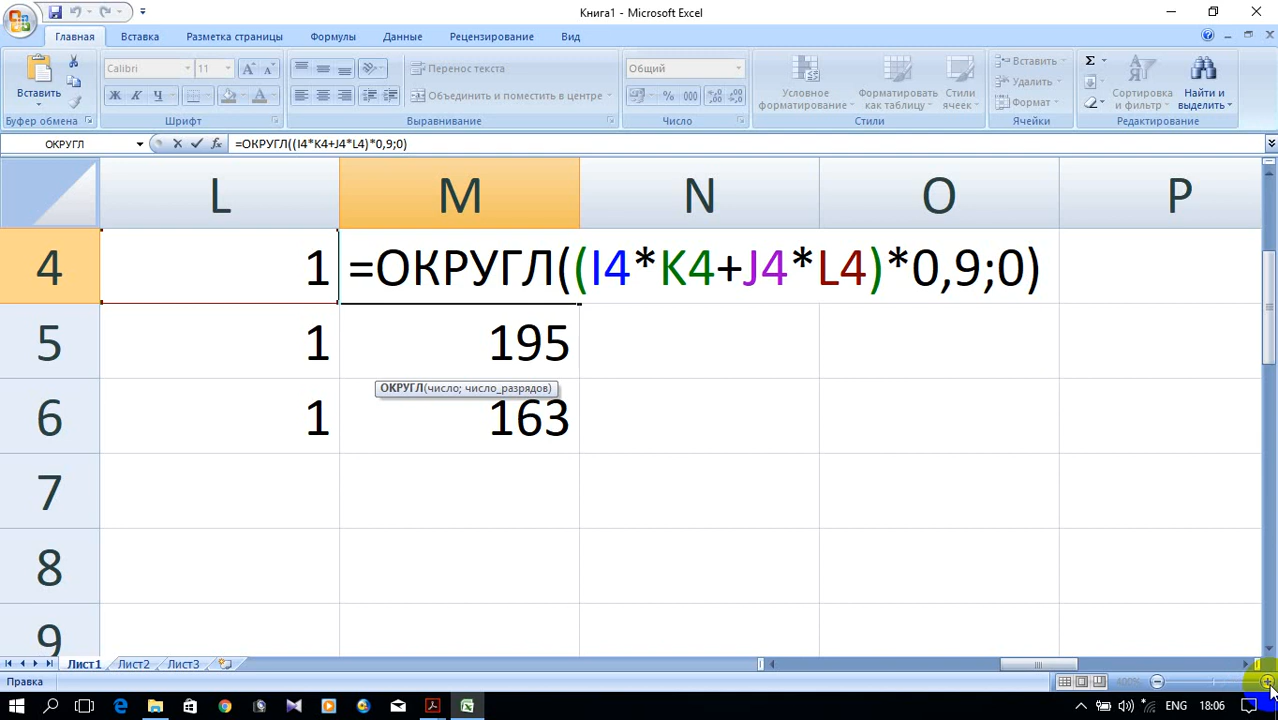 Книга1 - Microsoft Excel
Главная Вставка Разметка страницы Формулы Данные Рецензирование Вид
Вставить
Буфер обмена
Calibri 11
Ж К Ч
Шрифт
Перенос текста
Объединить и поместить в центре
Выравнивание
Общий
% 000
Число
Условное форматирование
Форматировать как таблицу
Стили ячеек
Стили
Вставить
Удалить
Формат
Ячейки
Σ
Сортировка и фильтр
Найти и выделить
Редактирование
ОКРУГЛ fx =ОКРУГЛ((I4*K4+J4*L4)*0,9;0)
L M N O P
4 1 =ОКРУГЛ((I4*K4+J4*L4)*0,9;0)
5 1 195
ОКРУГЛ(число; число_разрядов)
6 1 163
7
8
9
Лист1 Лист2 Лист3
Правка 400%
ENG 18:06